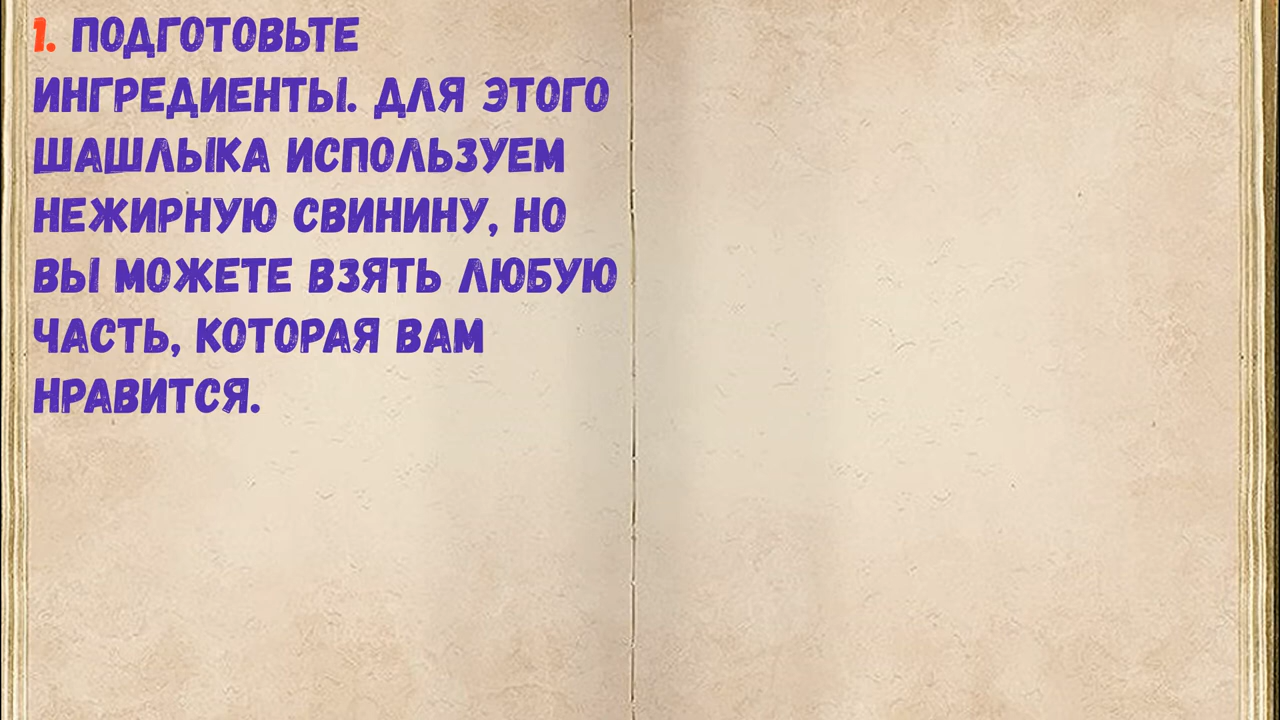 1. ПОДГОТОВЬТЕ
ИНГРЕДИЕНТЫ. ДЛЯ ЭТОГО
ШАШЛЫКА ИСПОЛЬЗУЕМ
НЕЖИРНУЮ СВИНИНУ, НО
ВЫ МОЖЕТЕ ВЗЯТЬ ЛЮБУЮ
ЧАСТЬ, КОТОРАЯ ВАМ
НРАВИТСЯ.